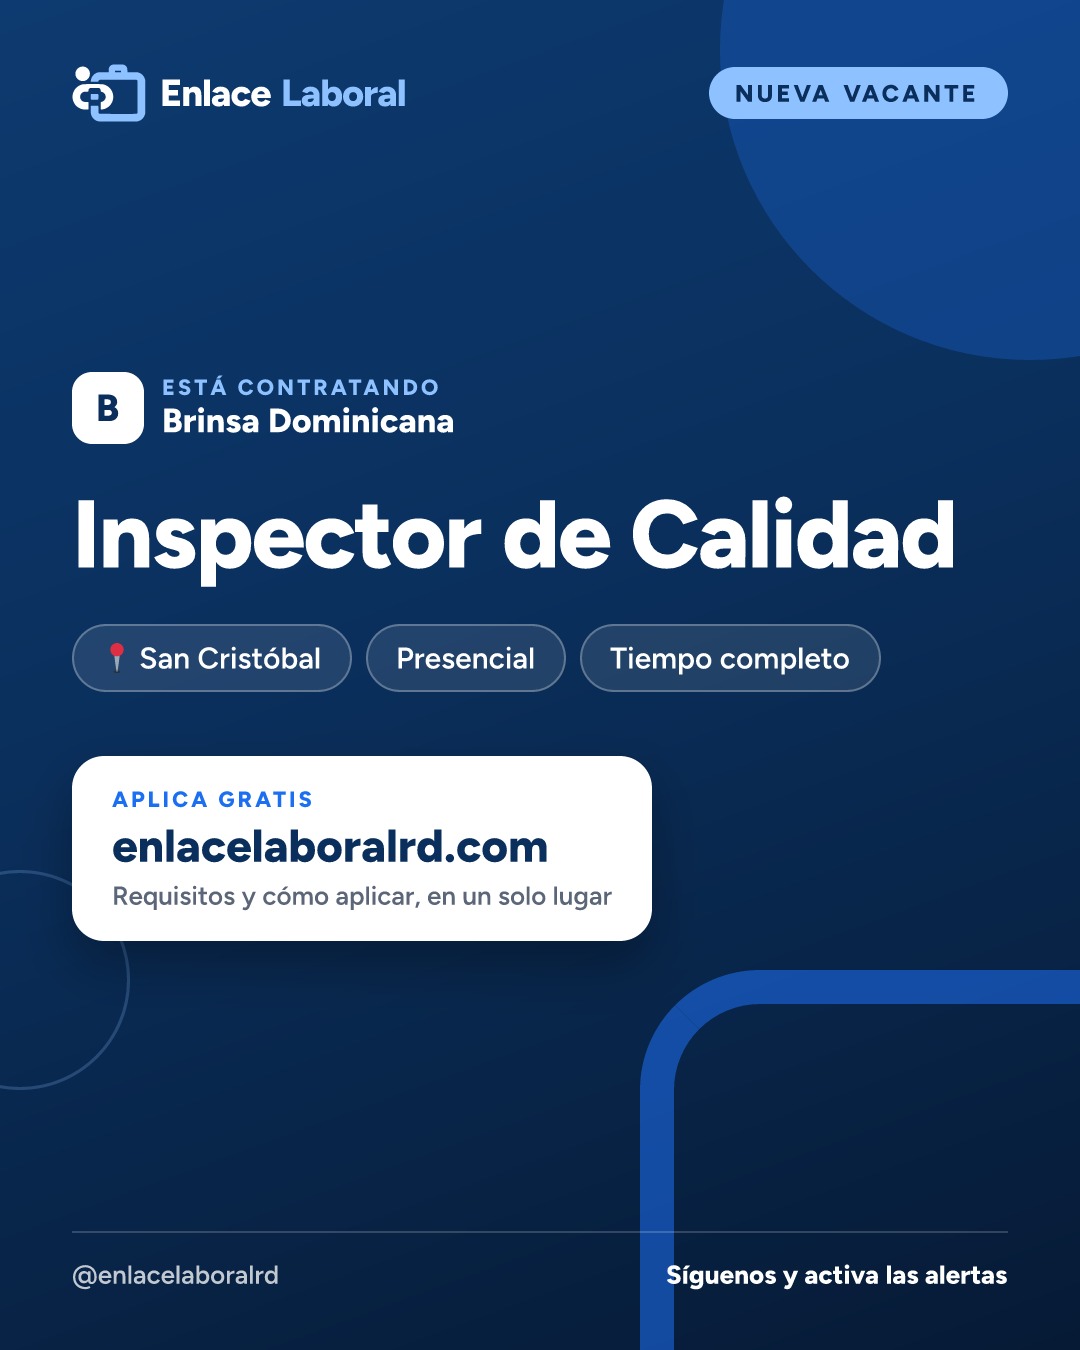 Enlace Laboral
NUEVA VACANTE
B
ESTÁ CONTRATANDO
Brinsa Dominicana
Inspector de Calidad
📍 San Cristóbal
Presencial
Tiempo completo
APLICA GRATIS
enlacelaboralrd.com
Requisitos y cómo aplicar, en un solo lugar
@enlacelaboralrd
Síguenos y activa las alertas